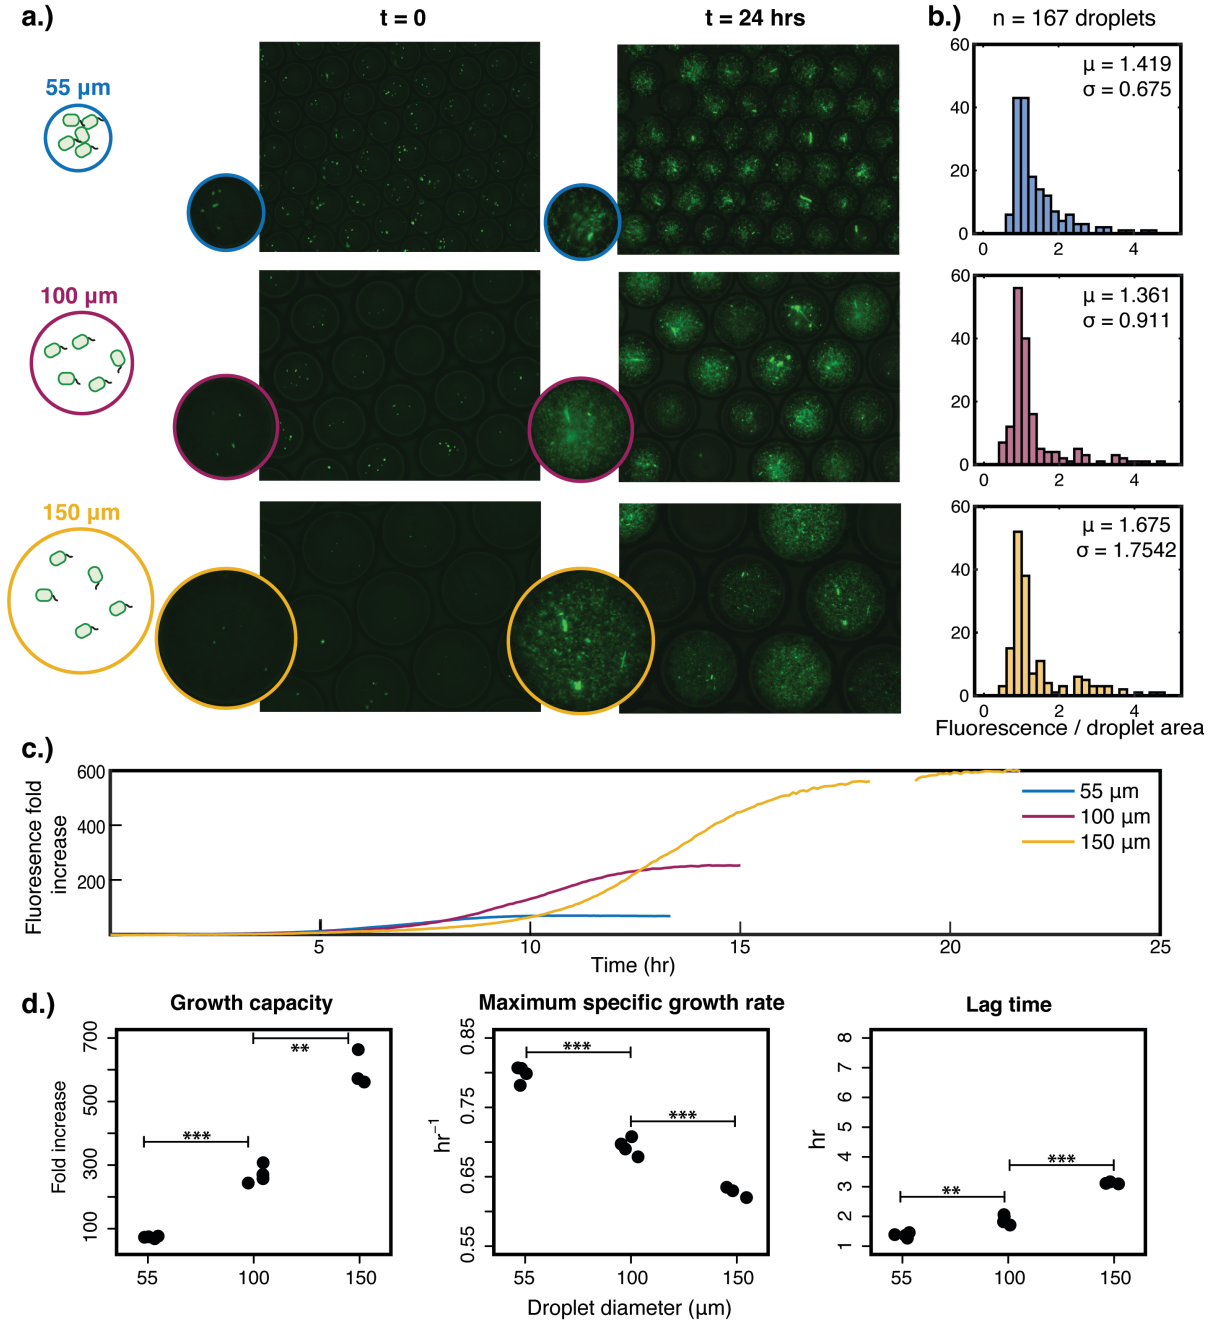 a.)
t = 0
t = 24 hrs
b.)
n = 167 droplets
55 µm
60
40
20
0
μ = 1.419
σ = 0.675
0
2
4
100 µm
60
40
20
0
μ = 1.361
σ = 0.911
0
2
4
150 µm
60
40
20
0
μ = 1.675
σ = 1.7542
0
2
4
Fluorescence / droplet area
c.)
Fluoresence fold
increase
600
400
200
55 µm
100 µm
150 µm
5
10
15
20
25
Time (hr)
d.)
Growth capacity
Fold increase
700
500
300
100
***
**
55
100
150
Maximum specific growth rate
hr⁻¹
0.85
0.75
0.65
0.55
***
***
55
100
150
Droplet diameter (µm)
Lag time
hr
8
7
6
5
4
3
2
1
**
***
55
100
150